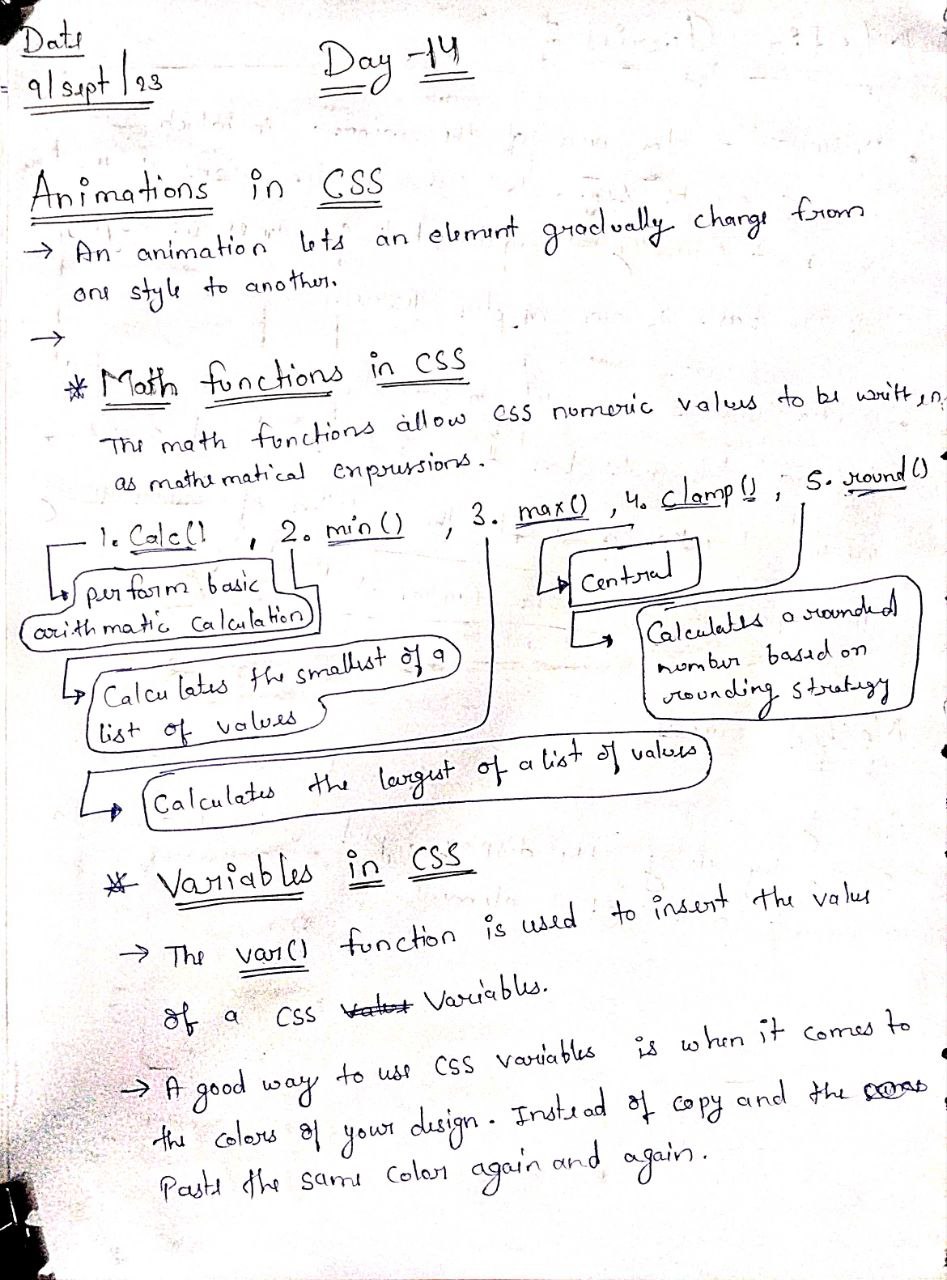 Date
9/sept/23
Day-14
Animations in CSS
→ An animation lets an element gradually change from
one style to another.
→
* Math functions in CSS
The math functions allow CSS numeric values to be written
as mathematical enpressions.
1. Calc() , 2. min() , 3. max() , 4. clamp() , 5. round()
perform basic
arithmatic calculation
central
Calculates a rounded
number based on
rounding strategy
Calculates the smallest of a
list of values
Calculates the largest of a list of values
* Variables in CSS
→ The var() function is used to insert the value
of a CSS Variables.
→ A good way to use CSS variables is when it comes to
the colors of your design. Instead of copy and the
Paste the same color again and again.